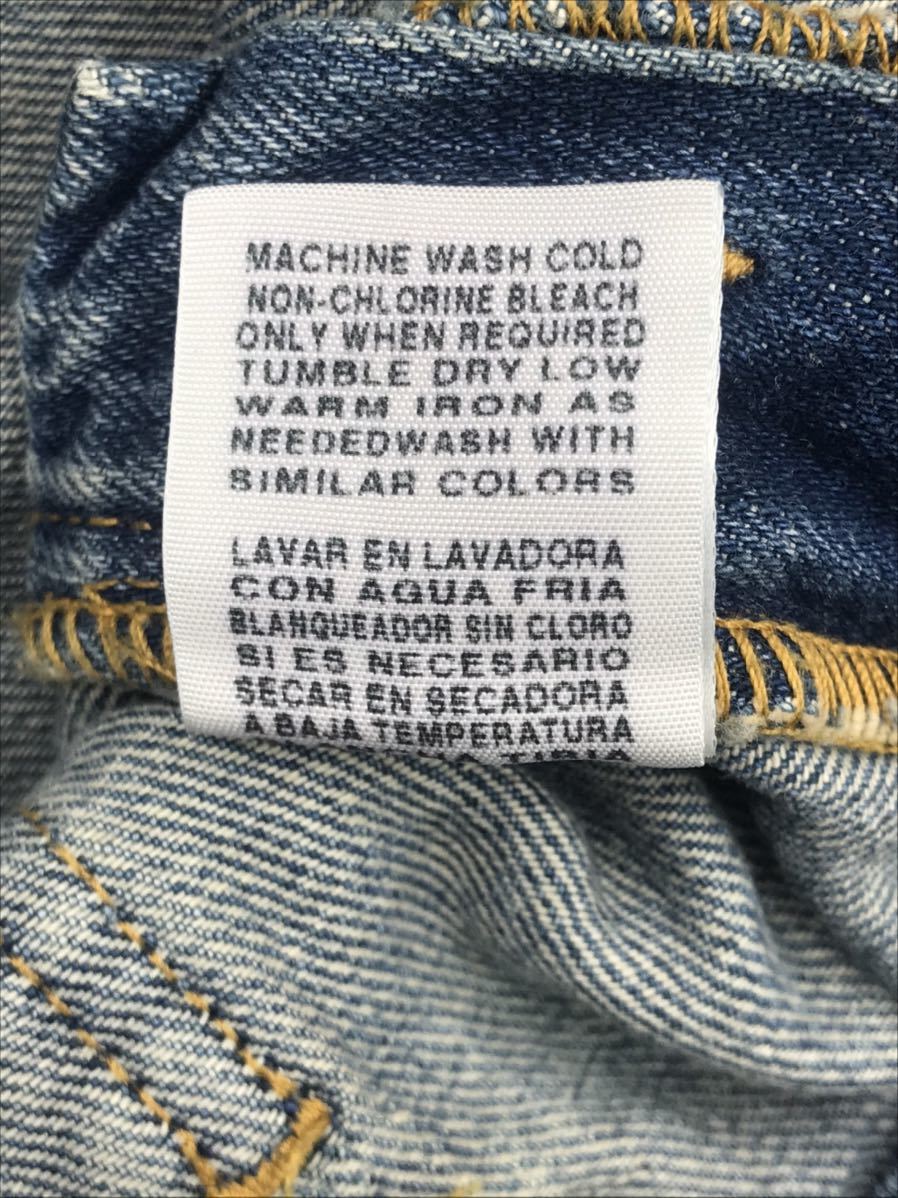 MACHINE WASH COLD
NON-CHLORINE BLEACH
ONLY WHEN REQUIRED
TUMBLE DRY LOW
WARM IRON AS
NEEDEDWASH WITH
SIMILAR COLORS
LAVAR EN LAVADORA
CON AGUA FRIA
BLANQUEADOR SIN CLORO
SI ES NECESARIO
SECAR EN SECADORA
A BAJA TEMPERATURA